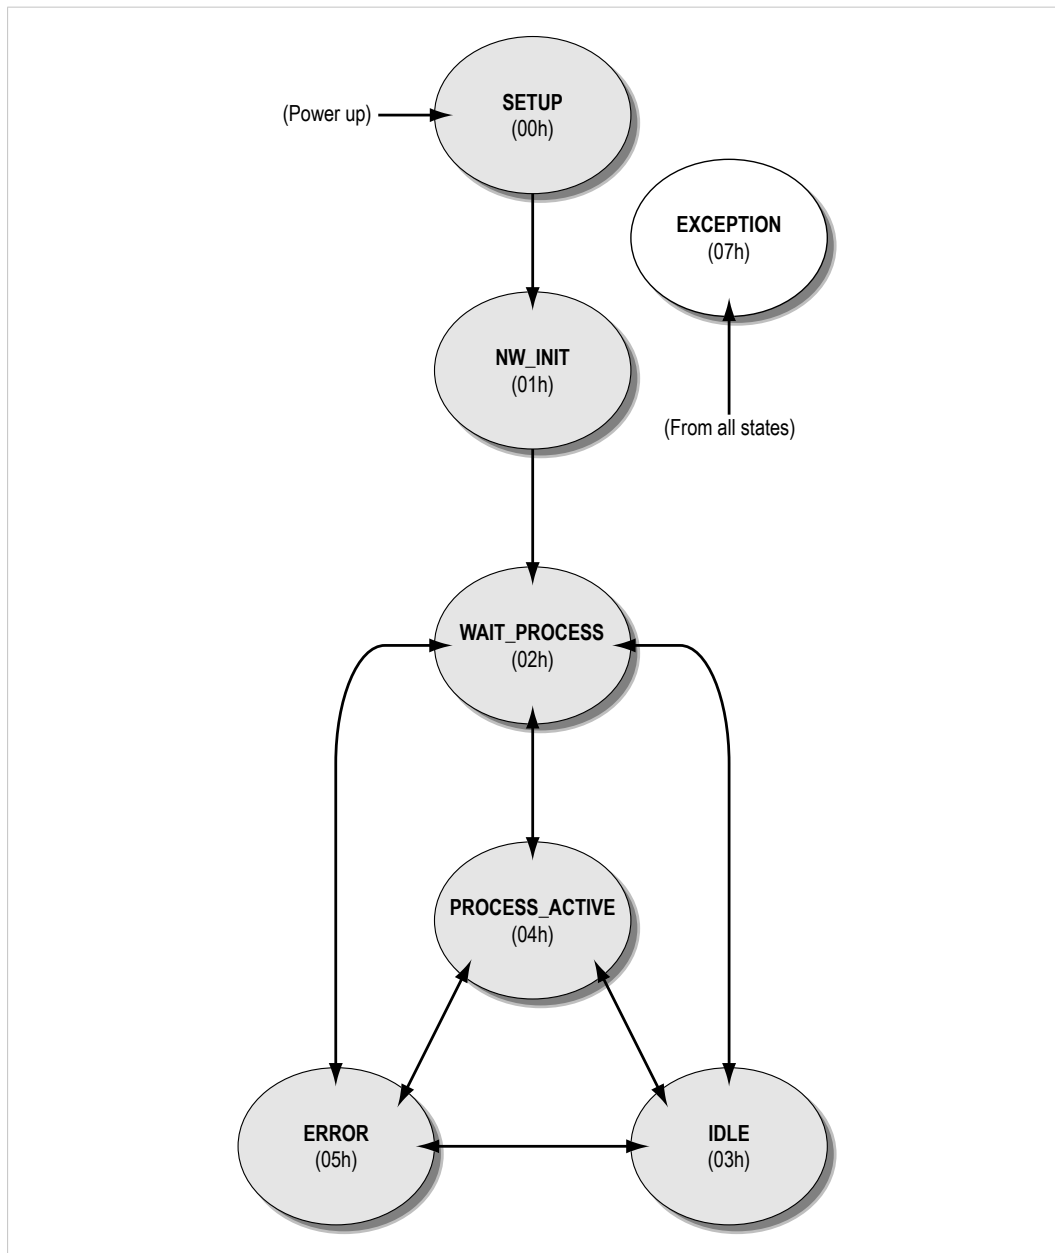 SETUP
(00h)
(Power up)
EXCEPTION
(07h)
NW_INIT
(01h)
(From all states)
WAIT_PROCESS
(02h)
PROCESS_ACTIVE
(04h)
ERROR
(05h)
IDLE
(03h)